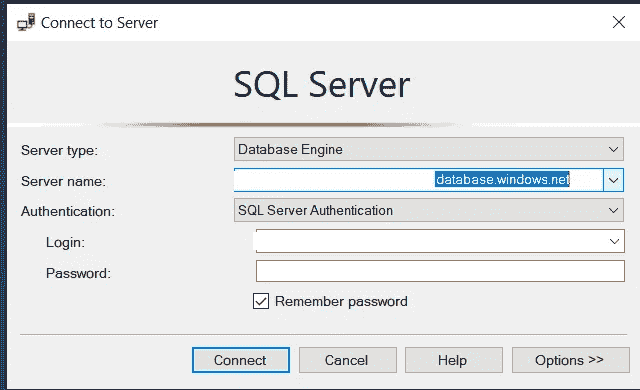 Connect to Server
SQL Server
Server type: Database Engine
Server name: database.windows.net
Authentication: SQL Server Authentication
Login:
Password:
Remember password
Connect Cancel Help Options >>